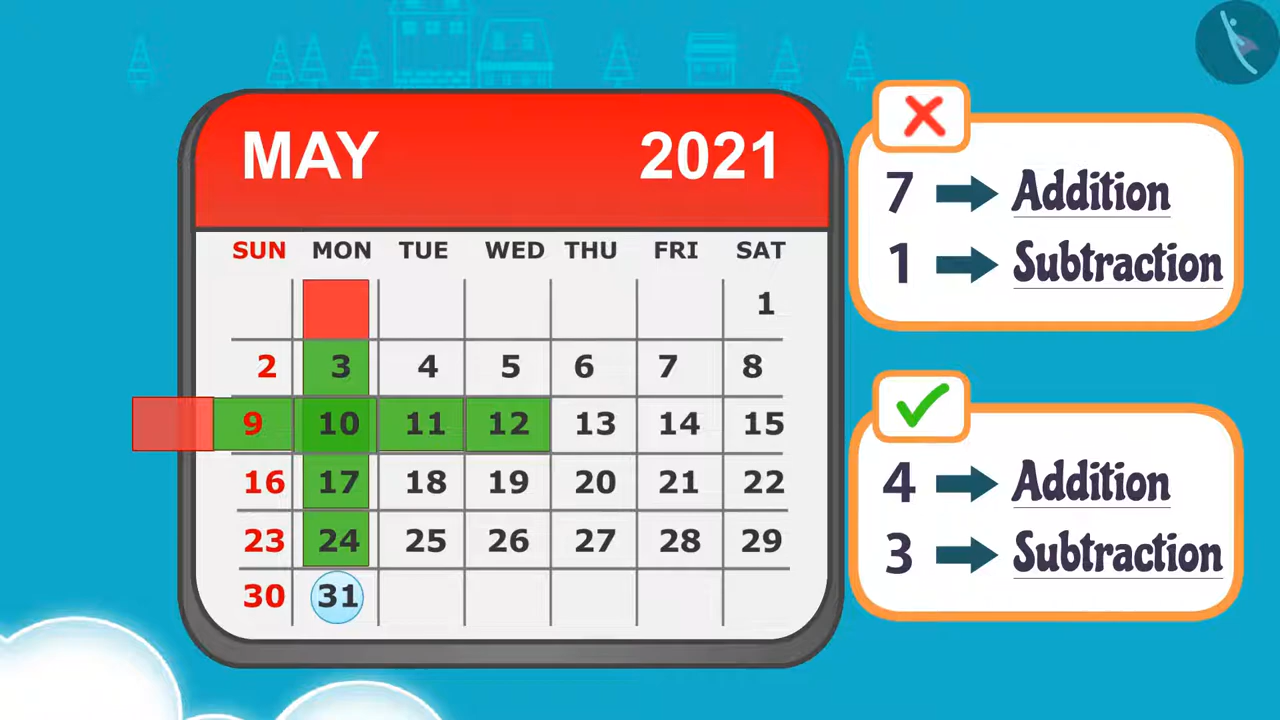 MAY 2021
SUN MON TUE WED THU FRI SAT
1
2 3 4 5 6 7 8
9 10 11 12 13 14 15
16 17 18 19 20 21 22
23 24 25 26 27 28 29
30 31
7 Addition
1 Subtraction
4 Addition
3 Subtraction